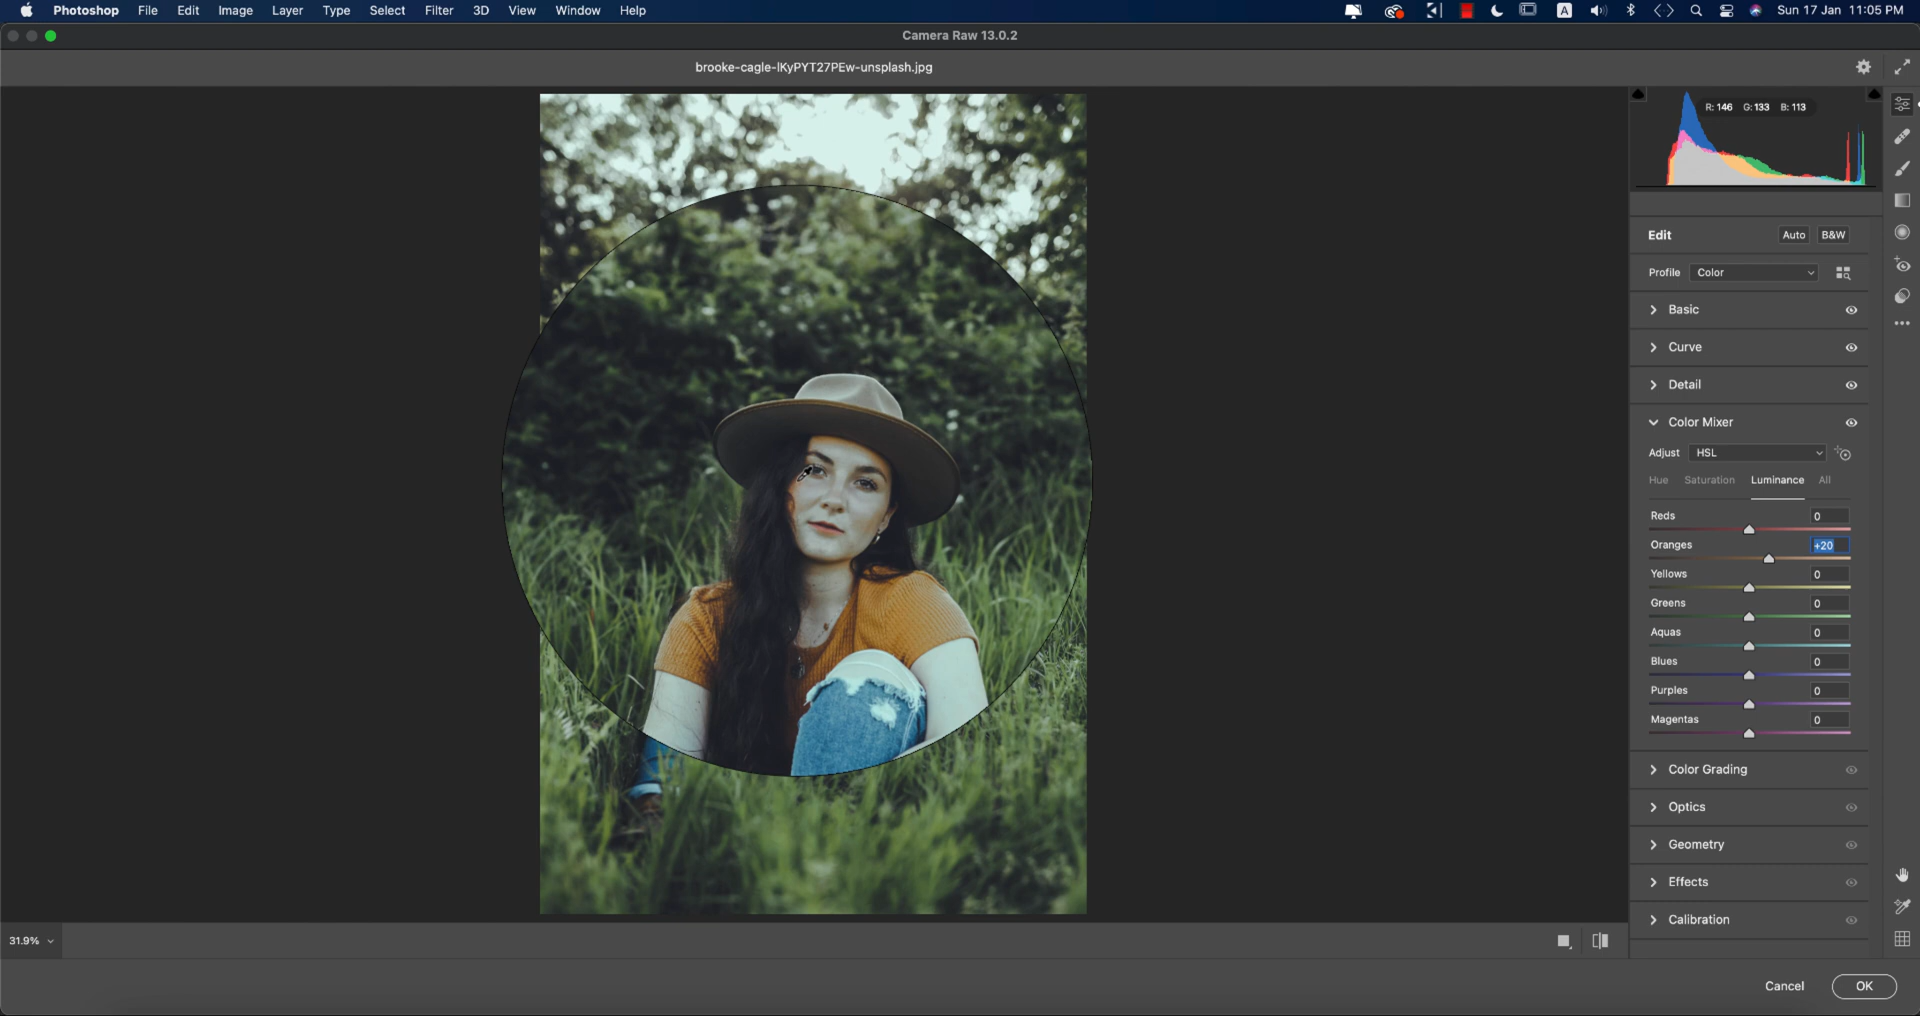 Photoshop File Edit Image Layer Type Select Filter 3D View Window Help A Sun 17 Jan 11:05 PM
Camera Raw 13.0.2
brooke-cagle-lKyPYT27PEw-unsplash.jpg
R: 146 G: 133 B: 113
Edit Auto B&W
Profile Color
Basic
Curve
Detail
Color Mixer
Adjust HSL
Hue Saturation Luminance All
Reds 0
Oranges +20
Yellows 0
Greens 0
Aquas 0
Blues 0
Purples 0
Magentas 0
Color Grading
Optics
Geometry
Effects
Calibration
31.9%
Cancel OK